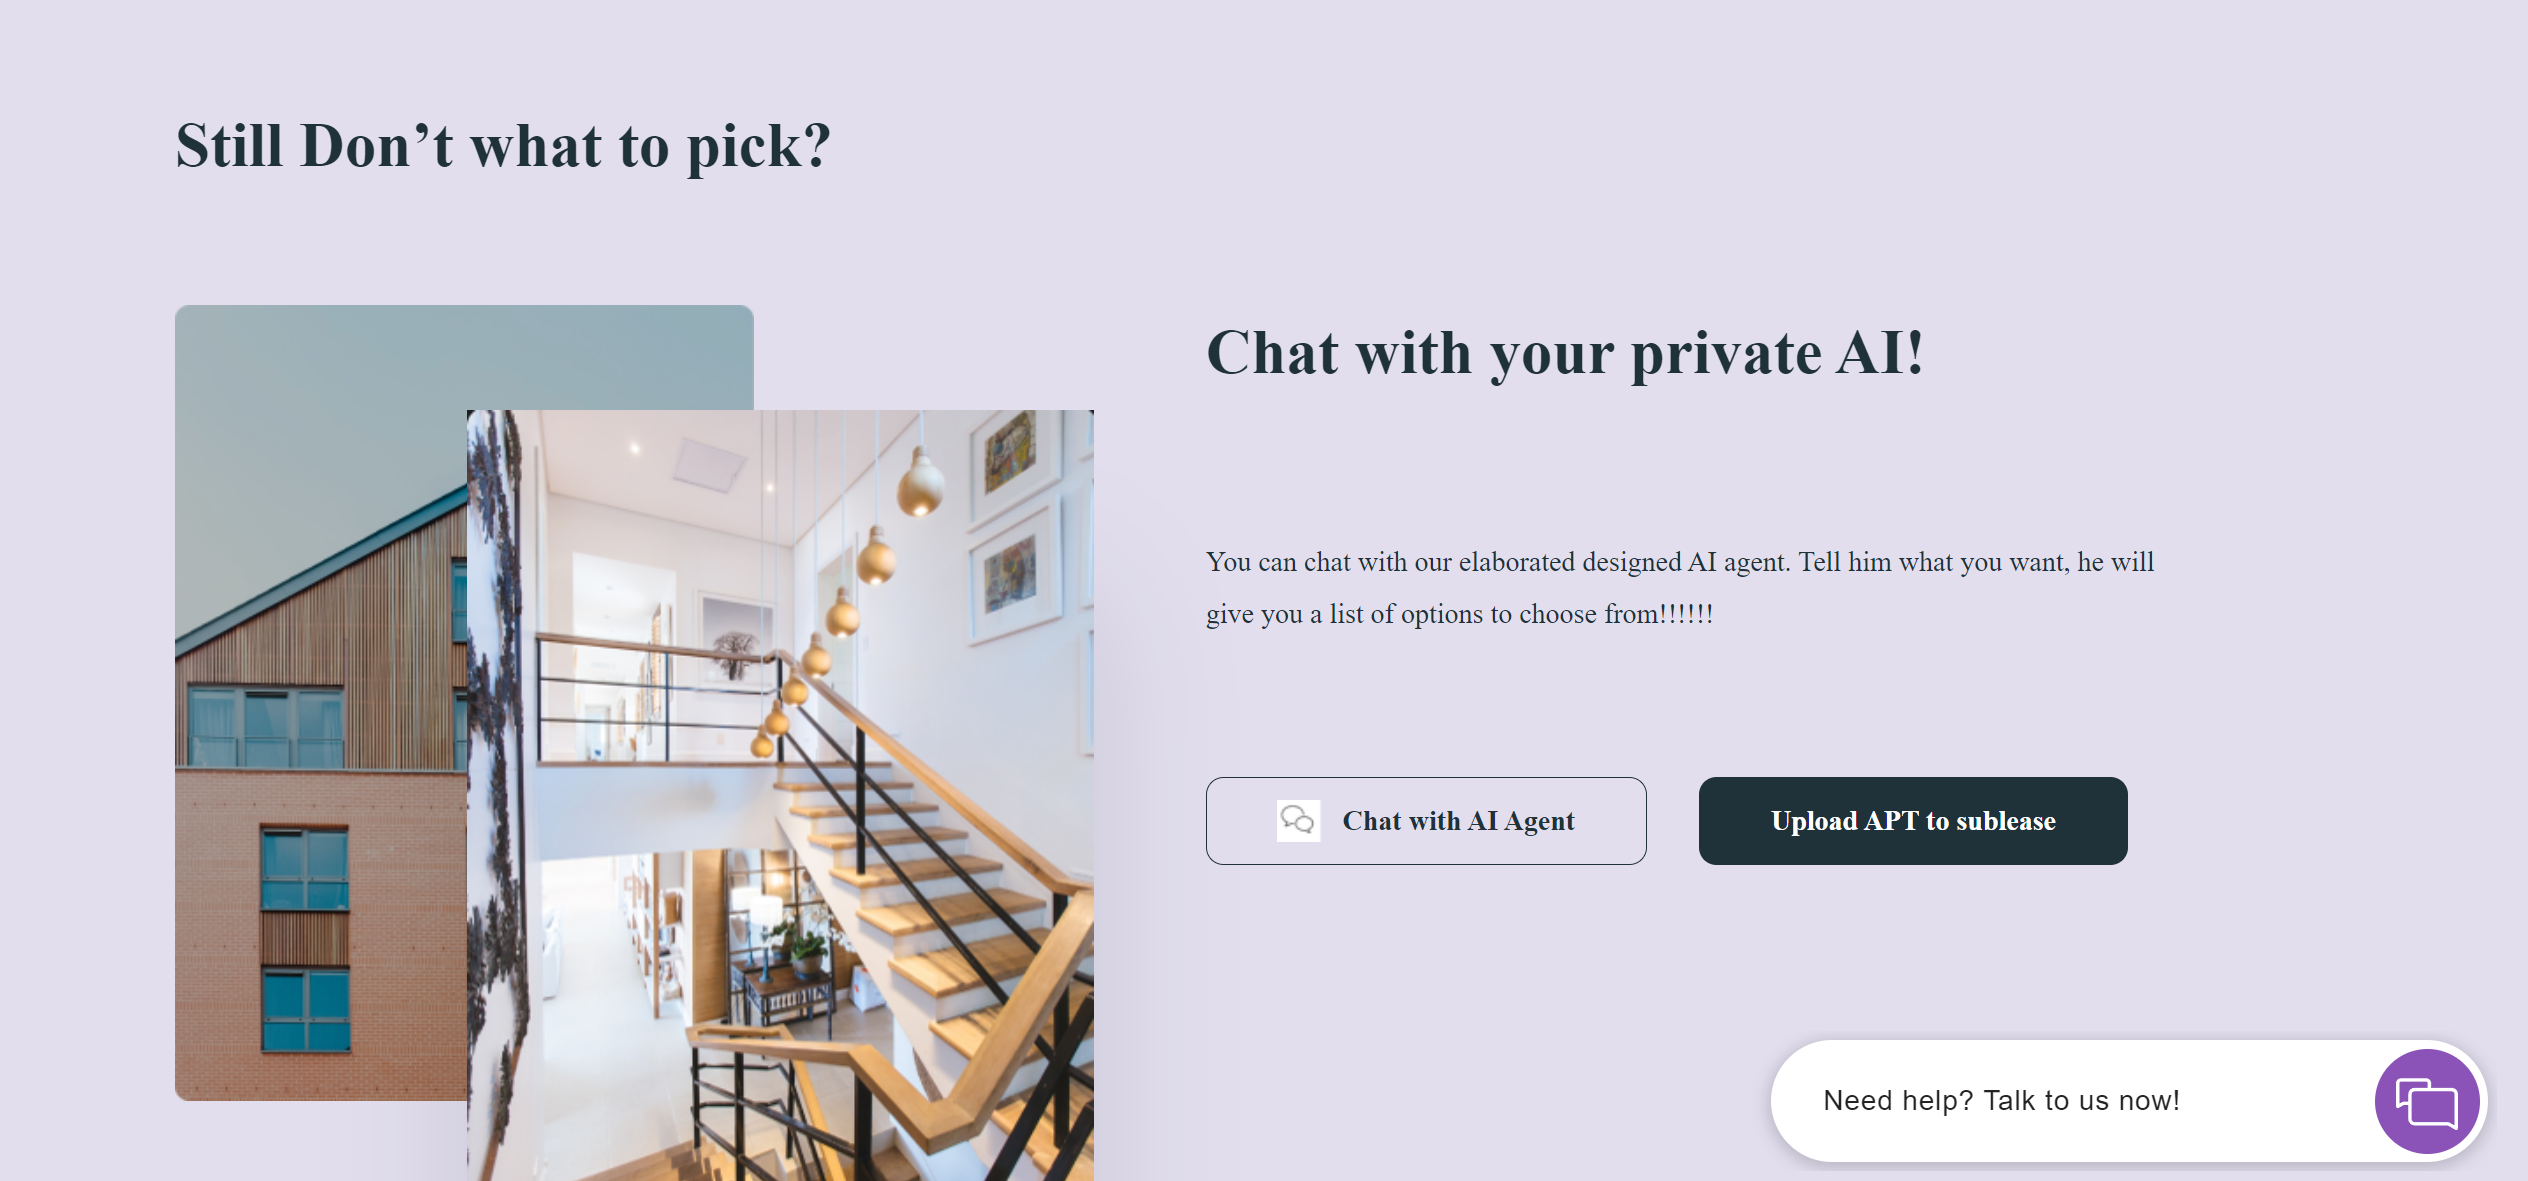 Still Don’t what to pick?
Chat with your private AI!
You can chat with our elaborated designed AI agent. Tell him what you want, he will
give you a list of options to choose from!!!!!!
Chat with AI Agent
Upload APT to sublease
Need help? Talk to us now!